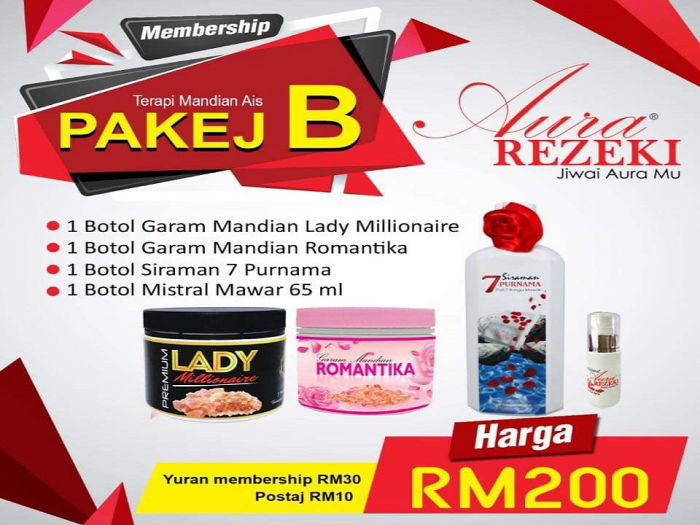 Membership
Terapi Mandian Ais
PAKEJ B
Aura®
REZEKI
Jiwai Aura Mu
1 Botol Garam Mandian Lady Millionaire
1 Botol Garam Mandian Romantika
1 Botol Siraman 7 Purnama
1 Botol Mistral Mawar 65 ml
PREMIUM
LADY
Millionaire
Garam Mandian
ROMANTIKA
Siraman
7 PURNAMA
Aura
REZEKI
Harga
RM200
Yuran membership RM30
Postaj RM10